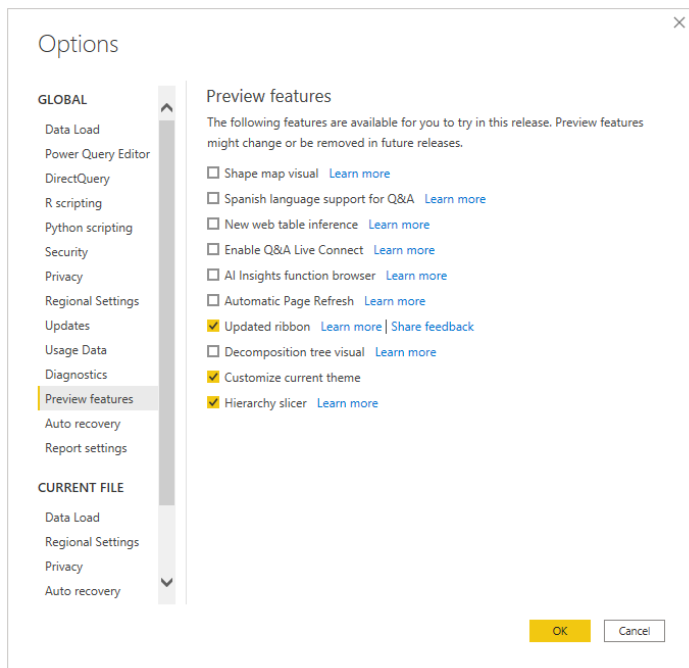 Options
GLOBAL
Data Load
Power Query Editor
DirectQuery
R scripting
Python scripting
Security
Privacy
Regional Settings
Updates
Usage Data
Diagnostics
Preview features
Auto recovery
Report settings
CURRENT FILE
Data Load
Regional Settings
Privacy
Auto recovery
Preview features
The following features are available for you to try in this release. Preview features
might change or be removed in future releases.
Shape map visual Learn more
Spanish language support for Q&A Learn more
New web table inference Learn more
Enable Q&A Live Connect Learn more
AI Insights function browser Learn more
Automatic Page Refresh Learn more
Updated ribbon Learn more | Share feedback
Decomposition tree visual Learn more
Customize current theme
Hierarchy slicer Learn more
OK Cancel